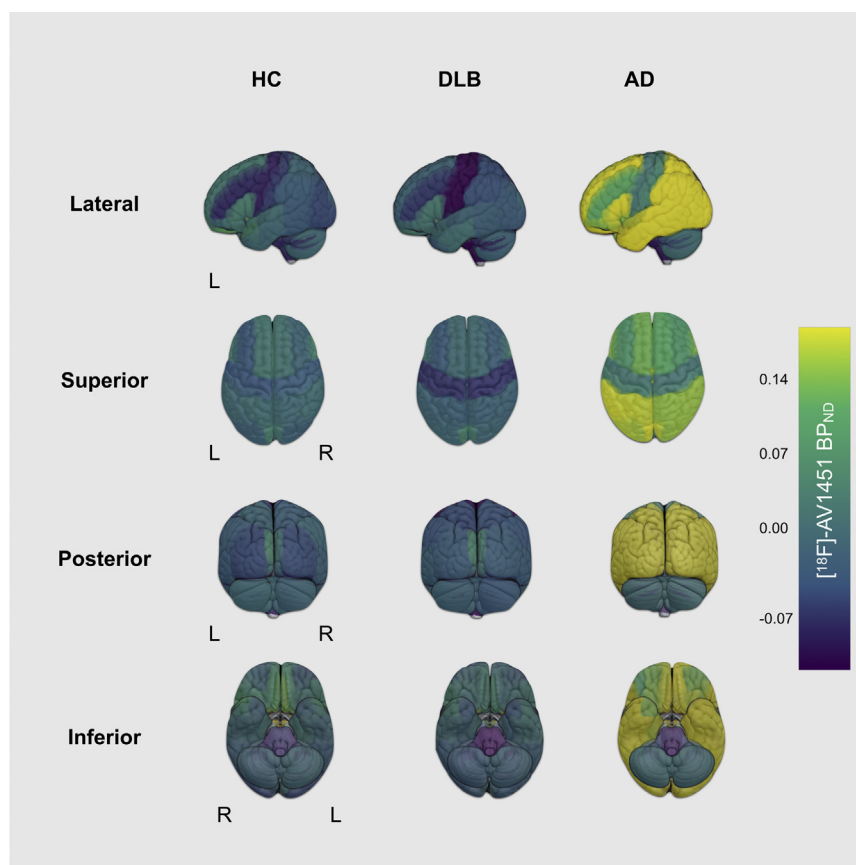 HC DLB AD
Lateral
L
Superior
L R
Posterior
L R
Inferior
R L
0.14
0.07
0.00
-0.07
[¹⁸F]-AV1451 BPND